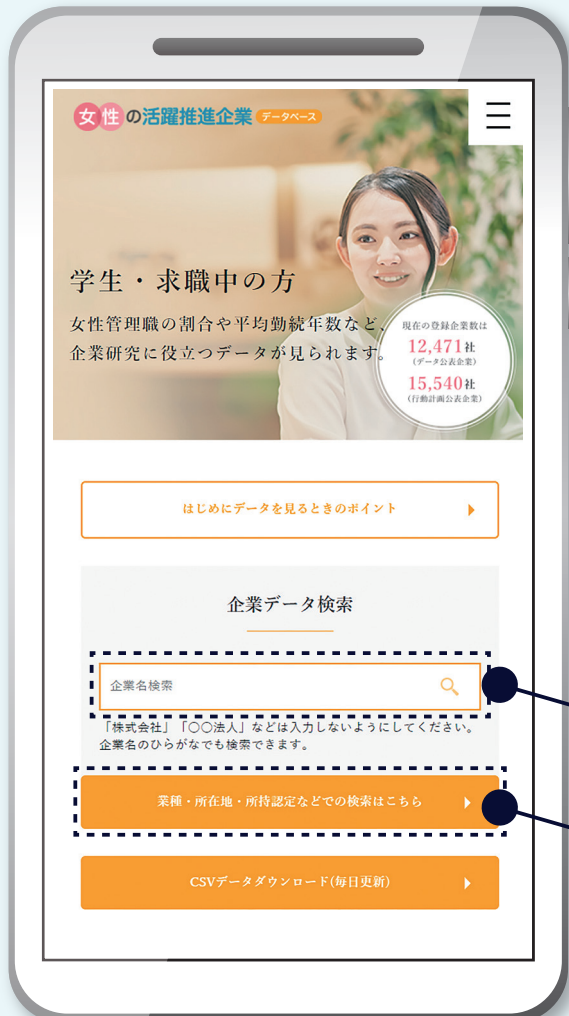 女性の活躍推進企業 データベース
学生・求職中の方
女性管理職の割合や平均勤続年数など、
企業研究に役立つデータが見られます。
現在の登録企業数は
12,471社
(データ公表企業)
15,540社
(行動計画公表企業)
はじめにデータを見るときのポイント
企業データ検索
企業名検索
「株式会社」「〇〇法人」などは入力しないようにしてください。
企業名のひらがなでも検索できます。
業種・所在地・所持認定などでの検索はこちら
CSVデータダウンロード(毎日更新)